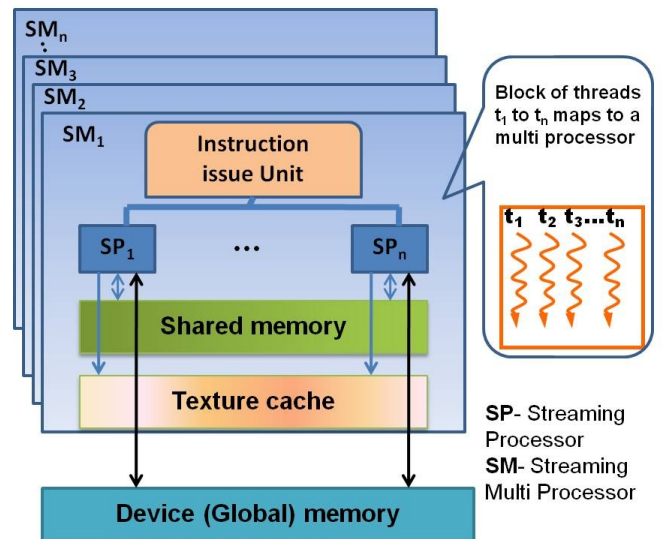 SMn
⋮
SM3
SM2
SM1
Instruction
issue Unit
SP1
...
SPn
Shared memory
Texture cache
Device (Global) memory
Block of threads
t1 to tn maps to a
multi processor
t1 t2 t3...tn
SP- Streaming
Processor
SM- Streaming
Multi Processor